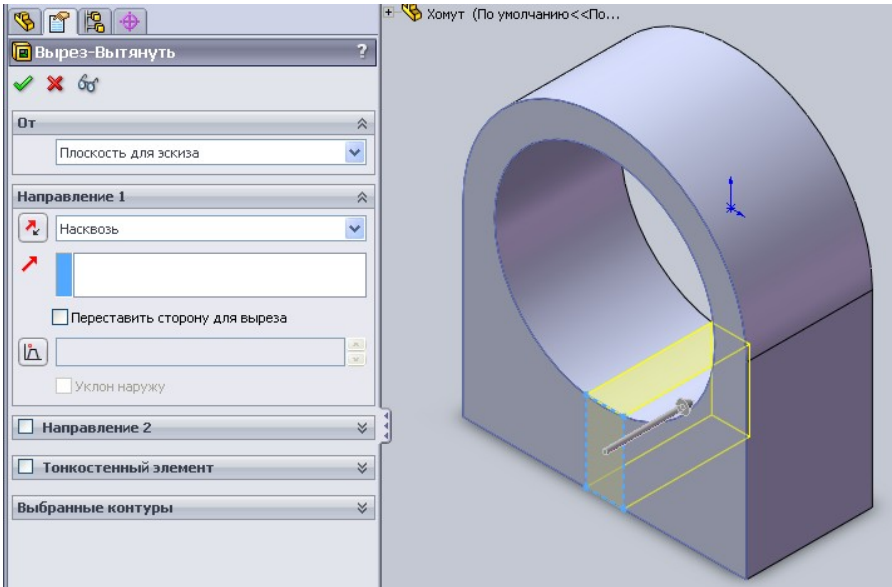 Хомут (По умолчанию<<По...
Вырез-Вытянуть ?
От
Плоскость для эскиза
Направление 1
Насквозь
Переставить сторону для выреза
Уклон наружу
Направление 2
Тонкостенный элемент
Выбранные контуры